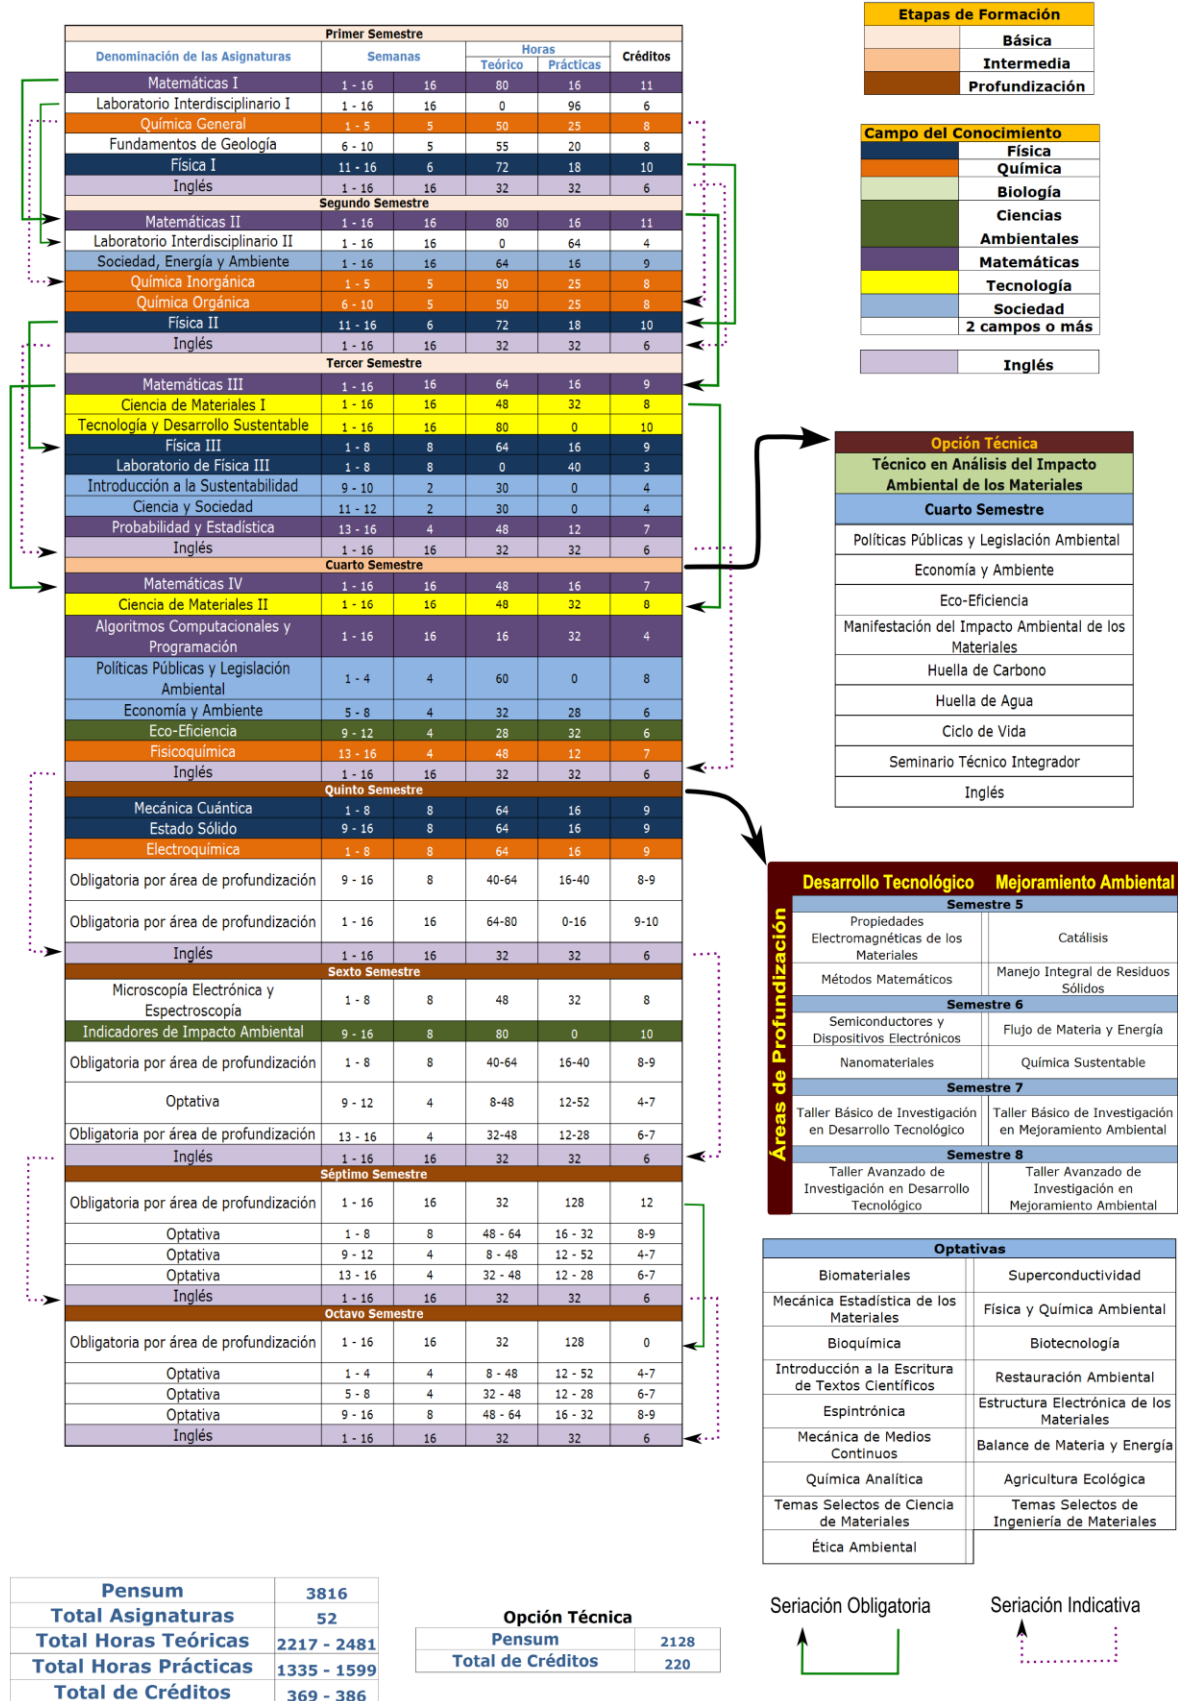 Primer Semestre
Denominación de las Asignaturas Semanas Horas Créditos
Teórico Prácticas
Matemáticas I 1 - 16 16 80 16 11
Laboratorio Interdisciplinario I 1 - 16 16 0 96 6
Química General 1 - 5 5 50 25 8
Fundamentos de Geología 6 - 10 5 55 20 8
Física I 11 - 16 6 72 18 10
Inglés 1 - 16 16 32 32 6
Segundo Semestre
Matemáticas II 1 - 16 16 80 16 11
Laboratorio Interdisciplinario II 1 - 16 16 0 64 4
Sociedad, Energía y Ambiente 1 - 16 16 64 16 9
Química Inorgánica 1 - 5 5 50 25 8
Química Orgánica 6 - 10 5 50 25 8
Física II 11 - 16 6 72 18 10
Inglés 1 - 16 16 32 32 6
Tercer Semestre
Matemáticas III 1 - 16 16 64 16 9
Ciencia de Materiales I 1 - 16 16 48 32 8
Tecnología y Desarrollo Sustentable 1 - 16 16 80 0 10
Física III 1 - 8 8 64 16 9
Laboratorio de Física III 1 - 8 8 0 40 3
Introducción a la Sustentabilidad 9 - 10 2 30 0 4
Ciencia y Sociedad 11 - 12 2 30 0 4
Probabilidad y Estadística 13 - 16 4 48 12 7
Inglés 1 - 16 16 32 32 6
Cuarto Semestre
Matemáticas IV 1 - 16 16 48 16 7
Ciencia de Materiales II 1 - 16 16 48 32 8
Algoritmos Computacionales y
Programación 1 - 16 16 16 32 4
Políticas Públicas y Legislación
Ambiental 1 - 4 4 60 0 8
Economía y Ambiente 5 - 8 4 32 28 6
Eco-Eficiencia 9 - 12 4 28 32 6
Fisicoquímica 13 - 16 4 48 12 7
Inglés 1 - 16 16 32 32 6
Quinto Semestre
Mecánica Cuántica 1 - 8 8 64 16 9
Estado Sólido 9 - 16 8 64 16 9
Electroquímica 1 - 8 8 64 16 9
Obligatoria por área de profundización 9 - 16 8 40-64 16-40 8-9
Obligatoria por área de profundización 1 - 16 16 64-80 0-16 9-10
Inglés 1 - 16 16 32 32 6
Sexto Semestre
Microscopía Electrónica y
Espectroscopía 1 - 8 8 48 32 8
Indicadores de Impacto Ambiental 9 - 16 8 80 0 10
Obligatoria por área de profundización 1 - 8 8 40-64 16-40 8-9
Optativa 9 - 12 4 8-48 12-52 4-7
Obligatoria por área de profundización 13 - 16 4 32-48 12-28 6-7
Inglés 1 - 16 16 32 32 6
Séptimo Semestre
Obligatoria por área de profundización 1 - 16 16 32 128 12
Optativa 1 - 8 8 48 - 64 16 - 32 8-9
Optativa 9 - 12 4 8 - 48 12 - 52 4-7
Optativa 13 - 16 4 32 - 48 12 - 28 6-7
Inglés 1 - 16 16 32 32 6
Octavo Semestre
Obligatoria por área de profundización 1 - 16 16 32 128 0
Optativa 1 - 4 4 8 - 48 12 - 52 4-7
Optativa 5 - 8 4 32 - 48 12 - 28 6-7
Optativa 9 - 16 8 48 - 64 16 - 32 8-9
Inglés 1 - 16 16 32 32 6
Etapas de Formación
Básica
Intermedia
Profundización
Campo del Conocimiento
Física
Química
Biología
Ciencias
Ambientales
Matemáticas
Tecnología
Sociedad
2 campos o más
Inglés
Opción Técnica
Técnico en Análisis del Impacto
Ambiental de los Materiales
Cuarto Semestre
Políticas Públicas y Legislación Ambiental
Economía y Ambiente
Eco-Eficiencia
Manifestación del Impacto Ambiental de los
Materiales
Huella de Carbono
Huella de Agua
Ciclo de Vida
Seminario Técnico Integrador
Inglés
Áreas de Profundización
Desarrollo Tecnológico Mejoramiento Ambiental
Semestre 5
Propiedades
Electromagnéticas de los
Materiales
Catálisis
Métodos Matemáticos
Manejo Integral de Residuos
Sólidos
Semestre 6
Semiconductores y
Dispositivos Electrónicos
Flujo de Materia y Energía
Nanomateriales
Química Sustentable
Semestre 7
Taller Básico de Investigación
en Desarrollo Tecnológico
Taller Básico de Investigación
en Mejoramiento Ambiental
Semestre 8
Taller Avanzado de
Investigación en Desarrollo
Tecnológico
Taller Avanzado de
Investigación en
Mejoramiento Ambiental
Optativas
Biomateriales
Superconductividad
Mecánica Estadística de los
Materiales
Física y Química Ambiental
Bioquímica
Biotecnología
Introducción a la Escritura
de Textos Científicos
Restauración Ambiental
Espintrónica
Estructura Electrónica de los
Materiales
Mecánica de Medios
Continuos
Balance de Materia y Energía
Química Analítica
Agricultura Ecológica
Temas Selectos de Ciencia
de Materiales
Temas Selectos de
Ingeniería de Materiales
Ética Ambiental
Pensum 3816
Total Asignaturas 52
Total Horas Teóricas 2217 - 2481
Total Horas Prácticas 1335 - 1599
Total de Créditos 369 - 386
Opción Técnica
Pensum 2128
Total de Créditos 220
Seriación Obligatoria
Seriación Indicativa